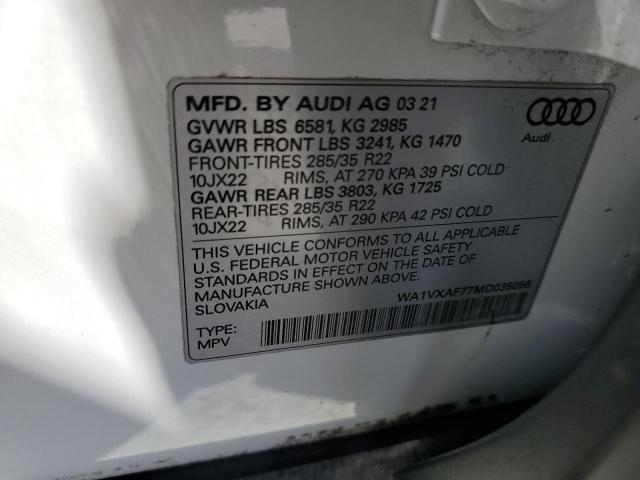 MFD. BY AUDI AG 03 21
GVWR LBS 6581, KG 2985
GAWR FRONT LBS 3241, KG 1470
FRONT-TIRES 285/35 R22
10JX22 RIMS, AT 270 KPA 39 PSI COLD
GAWR REAR LBS 3803, KG 1725
REAR-TIRES 285/35 R22
10JX22 RIMS, AT 290 KPA 42 PSI COLD
Audi
THIS VEHICLE CONFORMS TO ALL APPLICABLE
U.S. FEDERAL MOTOR VEHICLE SAFETY
STANDARDS IN EFFECT ON THE DATE OF
MANUFACTURE SHOWN ABOVE.
SLOVAKIA
WA1VXAF77MD035056
TYPE:
MPV